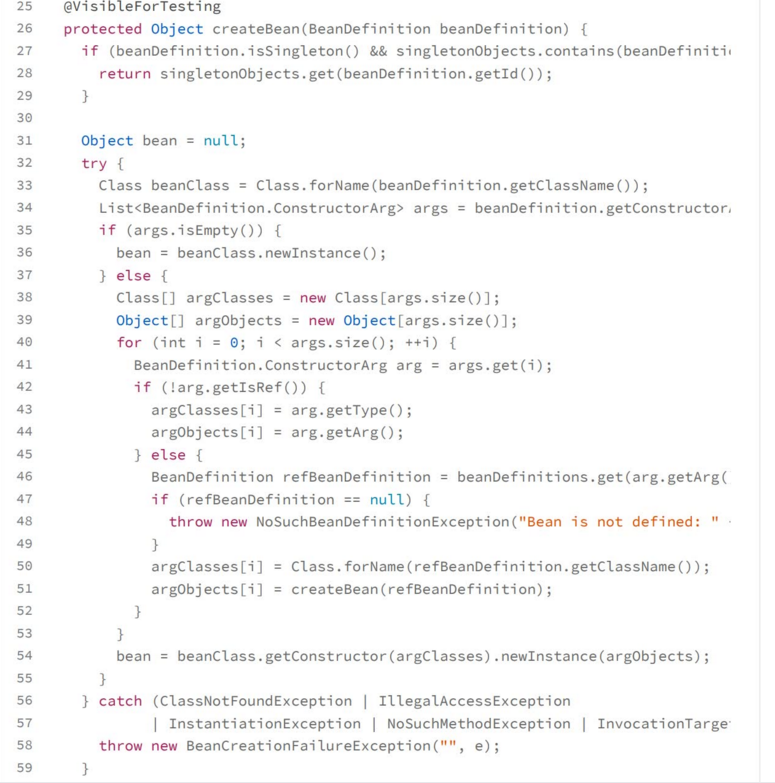 25 @VisibleForTesting
26 protected Object createBean(BeanDefinition beanDefinition) {
27 if (beanDefinition.isSingleton() && singletonObjects.contains(beanDefiniti
28 return singletonObjects.get(beanDefinition.getId());
29 }
30
31 Object bean = null;
32 try {
33 Class beanClass = Class.forName(beanDefinition.getClassName());
34 List<BeanDefinition.ConstructorArg> args = beanDefinition.getConstructor
35 if (args.isEmpty()) {
36 bean = beanClass.newInstance();
37 } else {
38 Class[] argClasses = new Class[args.size()];
39 Object[] argObjects = new Object[args.size()];
40 for (int i = 0; i < args.size(); ++i) {
41 BeanDefinition.ConstructorArg arg = args.get(i);
42 if (!arg.getIsRef()) {
43 argClasses[i] = arg.getType();
44 argObjects[i] = arg.getArg();
45 } else {
46 BeanDefinition refBeanDefinition = beanDefinitions.get(arg.getArg(
47 if (refBeanDefinition == null) {
48 throw new NoSuchBeanDefinitionException("Bean is not defined: "
49 }
50 argClasses[i] = Class.forName(refBeanDefinition.getClassName());
51 argObjects[i] = createBean(refBeanDefinition);
52 }
53 }
54 bean = beanClass.getConstructor(argClasses).newInstance(argObjects);
55 }
56 } catch (ClassNotFoundException | IllegalAccessException
57 | InstantiationException | NoSuchMethodException | InvocationTarge
58 throw new BeanCreationFailureException("", e);
59 }